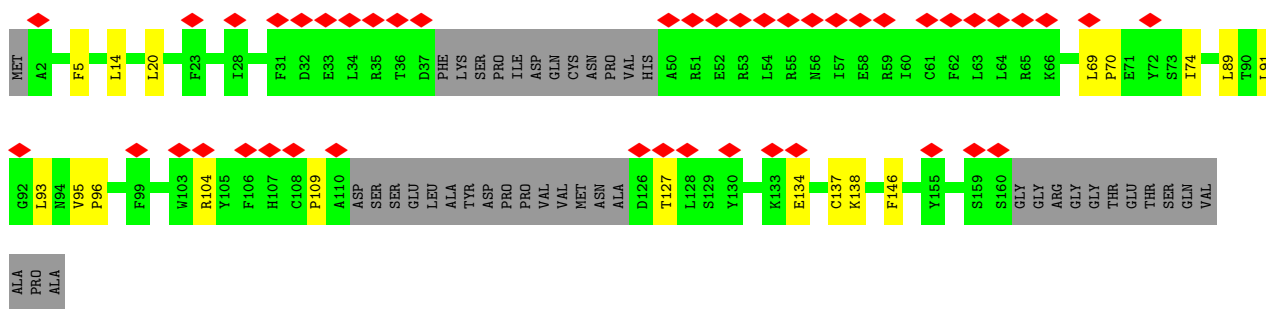 MET A2 F5 L14 L20 F23 I28 F31 D32 E33 L34 R35 T36 D37 PHE LYS SER PRO ILE ASP GLN CYS ASN PRO VAL HIS A50 R51 E52 R53 L54 R55 N56 I57 E58 R59 I60 C61 F62 L63 L64 R65 K66 L69 P70 E71 Y72 S73 I74 L89 T90 L91
G92 L93 N94 V95 P96 F99 W103 R104 Y105 F106 H107 C108 P109 A110 ASP SER SER GLU LEU ALA TYR ASP PRO PRO VAL VAL MET ASN ALA D126 T127 L128 S129 Y130 K133 E134 C137 K138 F146 Y155 S159 S160 GLY GLY ARG GLY GLY THR GLU THR SER GLN VAL
ALA PRO ALA